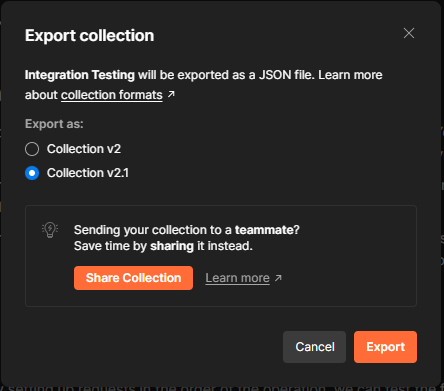 Export collection
Integration Testing will be exported as a JSON file. Learn more
about collection formats ↗
Export as:
Collection v2
Collection v2.1
Sending your collection to a teammate?
Save time by sharing it instead.
Share Collection Learn more ↗
Cancel Export